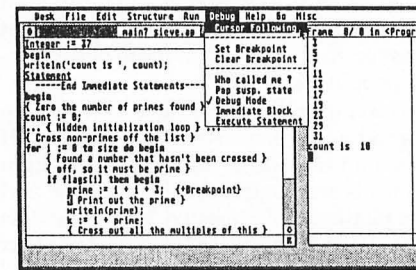 Desk File Edit Structure Run Debug Help Go Misc
main? sieve.ap
Integer := 37
begin
writeln('count is ', count);
Statement
-----End Immediate Statements-----
begin
{ Zero the number of primes found }
count := 0;
... { Hidden initialization loop } ...
{ Cross non-primes off the list }
for i := 0 to size do begin
{ Found a number that hasn't been crossed }
{ off, so it must be prime }
if flags[i] then begin
prime := i + i + 3; {*Breakpoint}
{ Print out the prime }
writeln(prime);
k := i + prime;
{ Cross out all the multiples of this }
Cursor Following
Set Breakpoint
Clear Breakpoint
Who called me ?
Pop susp. state
✓ Debug Mode
Immediate Block
Execute Statement
Frame 0/ 0 in <Progr
3
5
7
11
13
17
19
23
29
31
count is 10